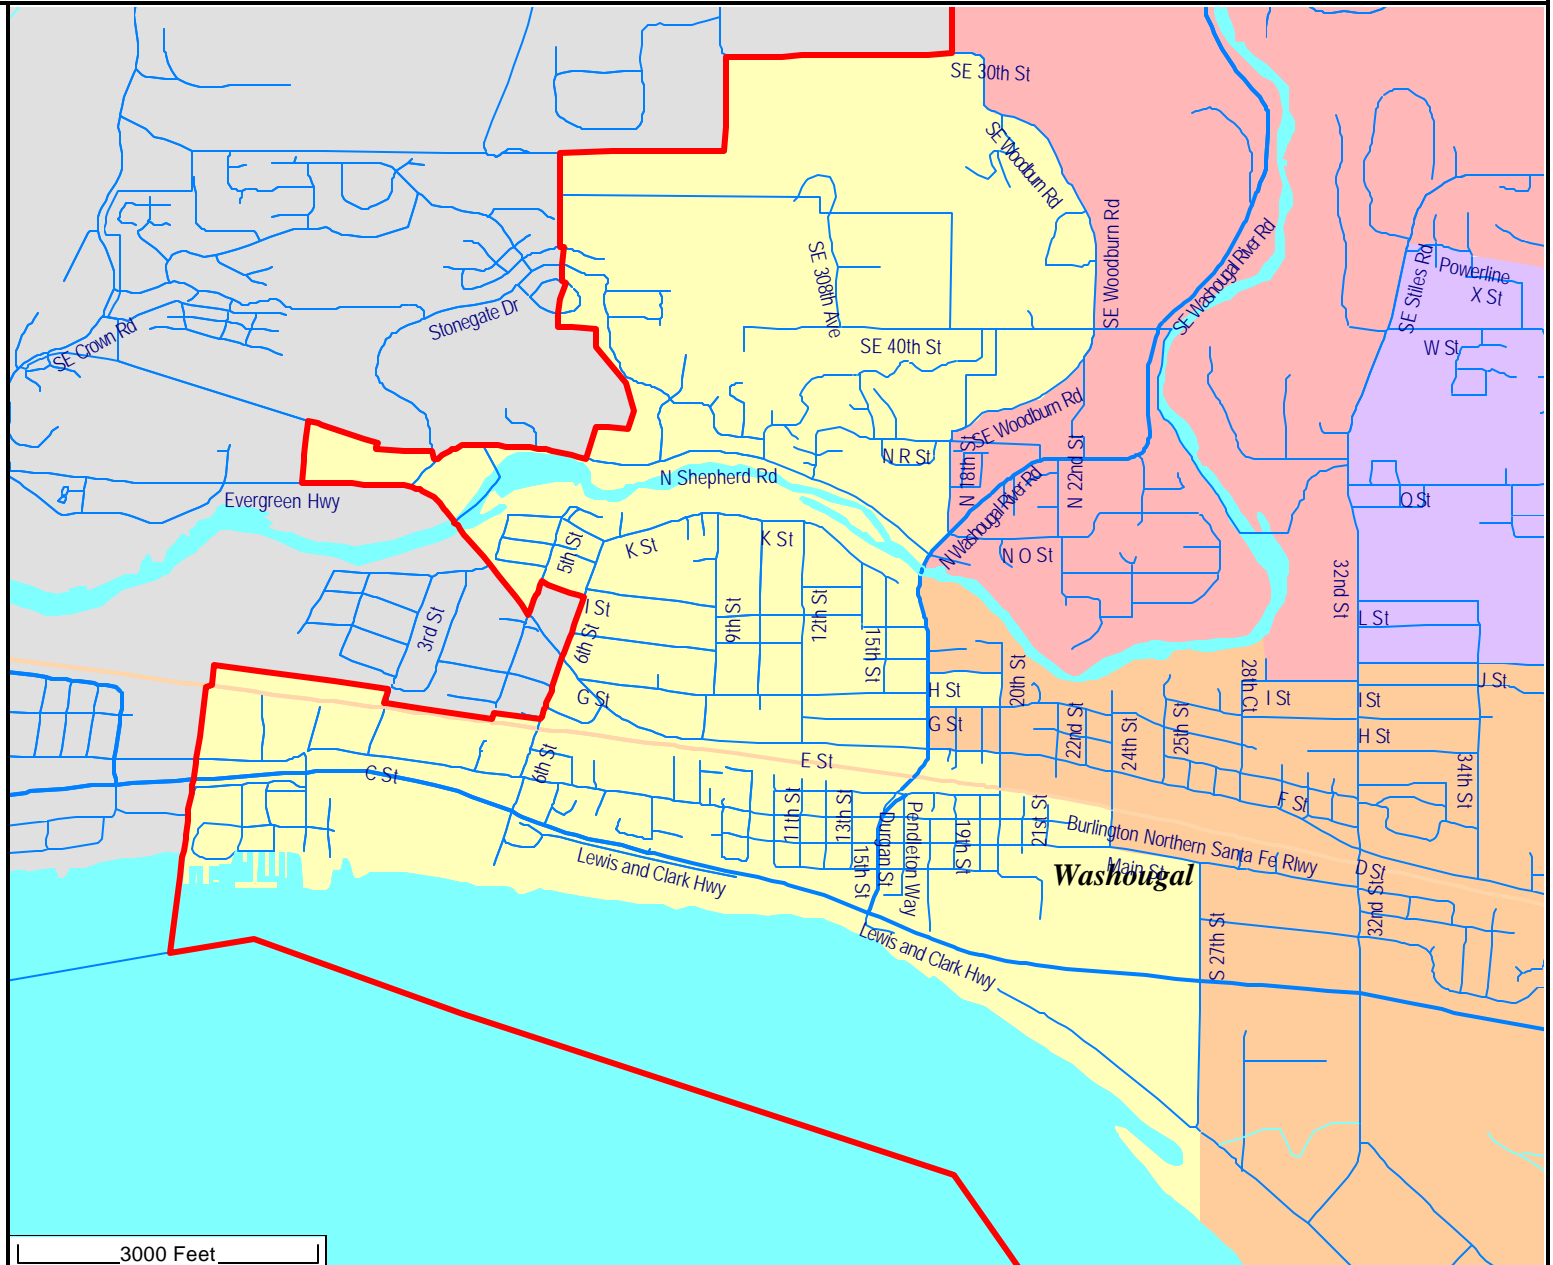 SE 30th St
SE Woodburn Rd
SE Woodburn Rd
SE Washougal River Rd
SE 308th Ave
SE Stiles Rd
Powerline
X St
Stonegate Dr
SE Crown Rd
SE 40th St
W St
SE Woodburn Rd
N R St
N 18th St
N 22nd St
N Shepherd Rd
Evergreen Hwy
Q St
N Washougal River Rd
K St
K St
5th St
N O St
32nd St
I St
9th St
12th St
L St
3rd St
6th St
15th St
20th St
28th Ct
J St
G St
H St
I St
I St
G St
22nd St
24th St
25th St
H St
6th St
E St
C St
34th St
F St
11th St
13th St
Pendleton Way
Durgan St
19th St
21st St
Burlington Northern Santa Fe Rlwy
Lewis and Clark Hwy
15th St
Main St
Washougal
D St
32nd St
Lewis and Clark Hwy
S 27th St
3000 Feet